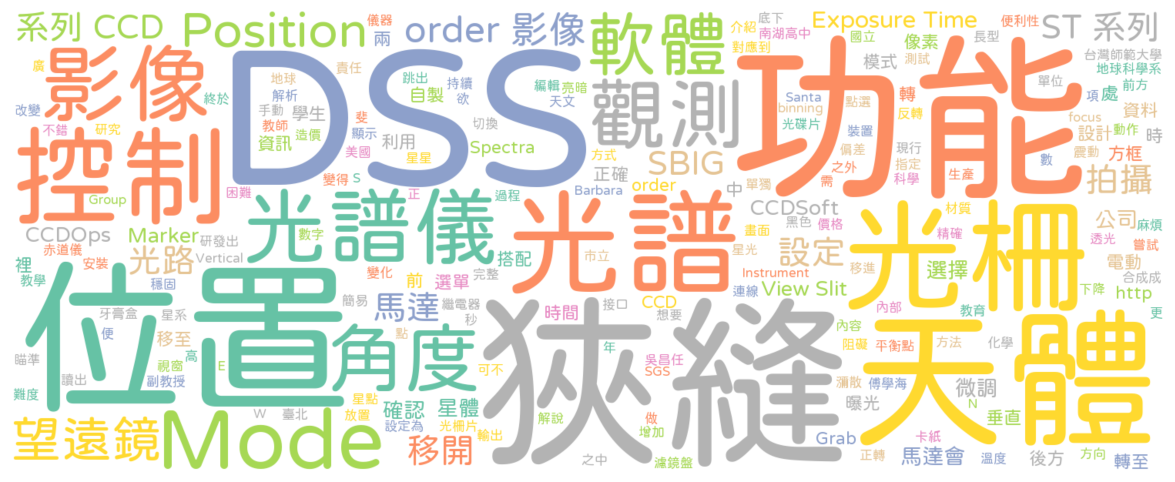 系列 CCD
Position
order 影像
軟體
Exposure Time
ST 系列
影像
DSS
觀測
功能
控制
光譜儀
光譜
光柵
位置
角度
狹縫
天體
望遠鏡
Mode
移開
馬達
光路
設定
拍攝
SBIG
CCDSoft
View Slit
CCDOps
Marker
Spectra
order
儀器
兩
介紹
底下
南湖高中
國立
長型
便利性
對應到
像素
測試
台灣師範大學
地球科學系
模式
單位
前方
廣
責任
地球
跳出
持續
編輯
亮暗
改變
終於
解析
自製
欲
天文
Santa
點選
轉
項
處
binning
反轉
資料
手動
學生
斐
顯示
切換
光碟片
裝置
focus
設計
動作
時
不錯
研究
教師
造價
資訊
利用
美國
星星
方式
正確
偏差
現行
指定
數
震動
方框
變得
S
之外
Group
困難
正
過程
Barbara
中
單獨
需
科學
生產
研發出
數字
黑色
價格
材質
公司
麻煩
赤道儀
安裝
Vertical
搭配
市立
畫面
星光
精確
透光
嘗試
裡
教學
穩固
變化
前
選單
完整
Instrument
連線
移進
選擇
電動
合成成
牙膏盒
星系
簡易
繼電器
秒
時間
接口
CCD
想要
內部
教育
下降
http
更
便
移至
點
年
吳昌任
內容
阻礙
平衡點
方法
化學
瞄準
視窗
高
SGS
讀出
副教授
E
可不
瀰散
傅學海
微調
難度
星點
確認
星體
解說
做
增加
曝光
N
垂直
W
臺北
放置
設定為
光柵片
輸出
Grab
卡紙
之中
濾鏡盤
正轉
馬達會
溫度
後方
方向
轉至